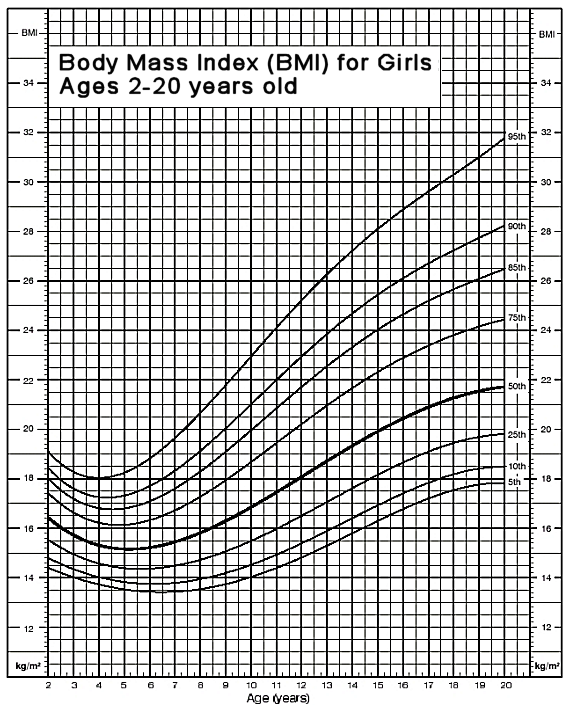 BMI
BMI
Body Mass Index (BMI) for Girls
Ages 2-20 years old
34
34
32
32
95th
30
30
28
28
90th
26
26
85th
24
24
75th
22
22
50th
20
20
25th
18
18
10th
5th
16
16
14
14
12
12
kg/m²
kg/m²
2 3 4 5 6 7 8 9 10 11 12 13 14 15 16 17 18 19 20
Age (years)